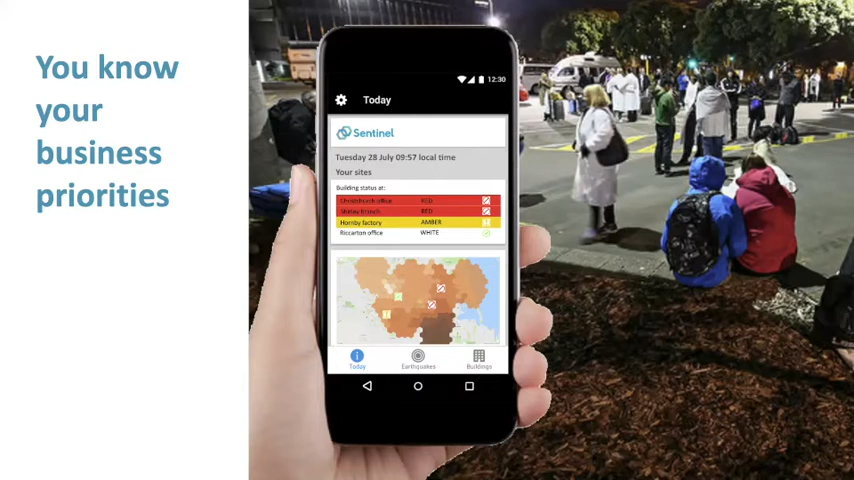 You know
your
business
priorities
12:30
Today
Sentinel
Tuesday 28 July 09:57 local time
Your sites
Building status at:
Christchurch office RED
Shirley branch RED
Hornby factory AMBER
Riccarton office WHITE
Today Earthquakes Buildings